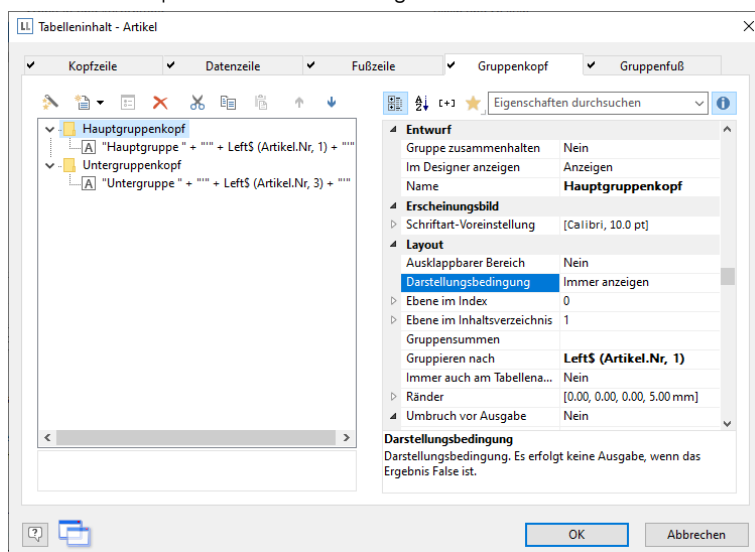 LL Tabelleninhalt - Artikel
Kopfzeile Datenzeile Fußzeile Gruppenkopf Gruppenfuß
Eigenschaften durchsuchen
Hauptgruppenkopf
"Hauptgruppe " + "'" + Left$ (Artikel.Nr, 1) + "'"
Untergruppenkopf
"Untergruppe " + "'" + Left$ (Artikel.Nr, 3) + "'"
Entwurf
Gruppe zusammenhalten Nein
Im Designer anzeigen Anzeigen
Name Hauptgruppenkopf
Erscheinungsbild
Schriftart-Voreinstellung [Calibri, 10.0 pt]
Layout
Ausklappbarer Bereich Nein
Darstellungsbedingung Immer anzeigen
Ebene im Index 0
Ebene im Inhaltsverzeichnis 1
Gruppensummen
Gruppieren nach Left$ (Artikel.Nr, 1)
Immer auch am Tabellena... Nein
Ränder [0.00, 0.00, 0.00, 5.00 mm]
Umbruch vor Ausgabe Nein
Darstellungsbedingung
Darstellungsbedingung. Es erfolgt keine Ausgabe, wenn das
Ergebnis False ist.
OK Abbrechen